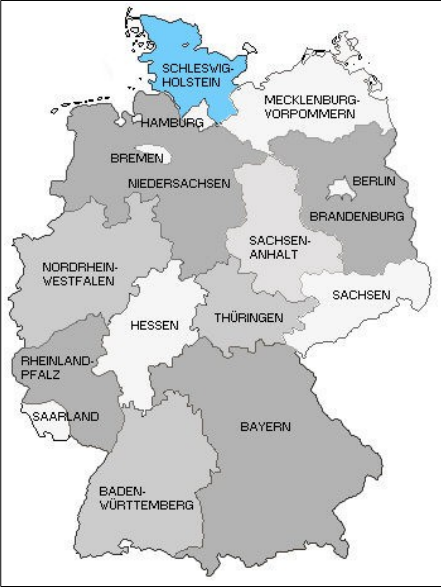 SCHLESWIG-
HOLSTEIN
MECKLENBURG-
VORPOMMERN
HAMBURG
BREMEN
NIEDERSACHSEN
BERLIN
BRANDENBURG
SACHSEN-
ANHALT
NORDRHEIN-
WESTFALEN
SACHSEN
THÜRINGEN
HESSEN
RHEINLAND-
PFALZ
SAARLAND
BAYERN
BADEN-
WÜRTTEMBERG